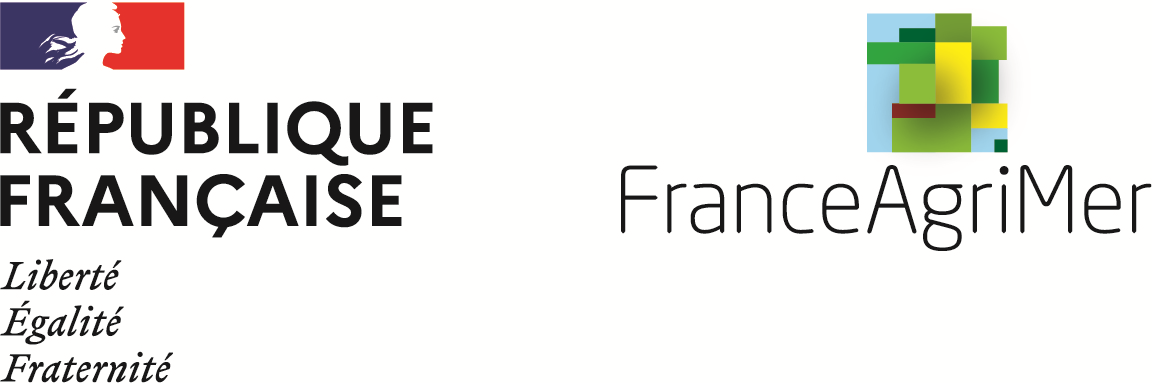 RÉPUBLIQUE
FRANÇAISE
Liberté
Égalité
Fraternité
FranceAgriMer